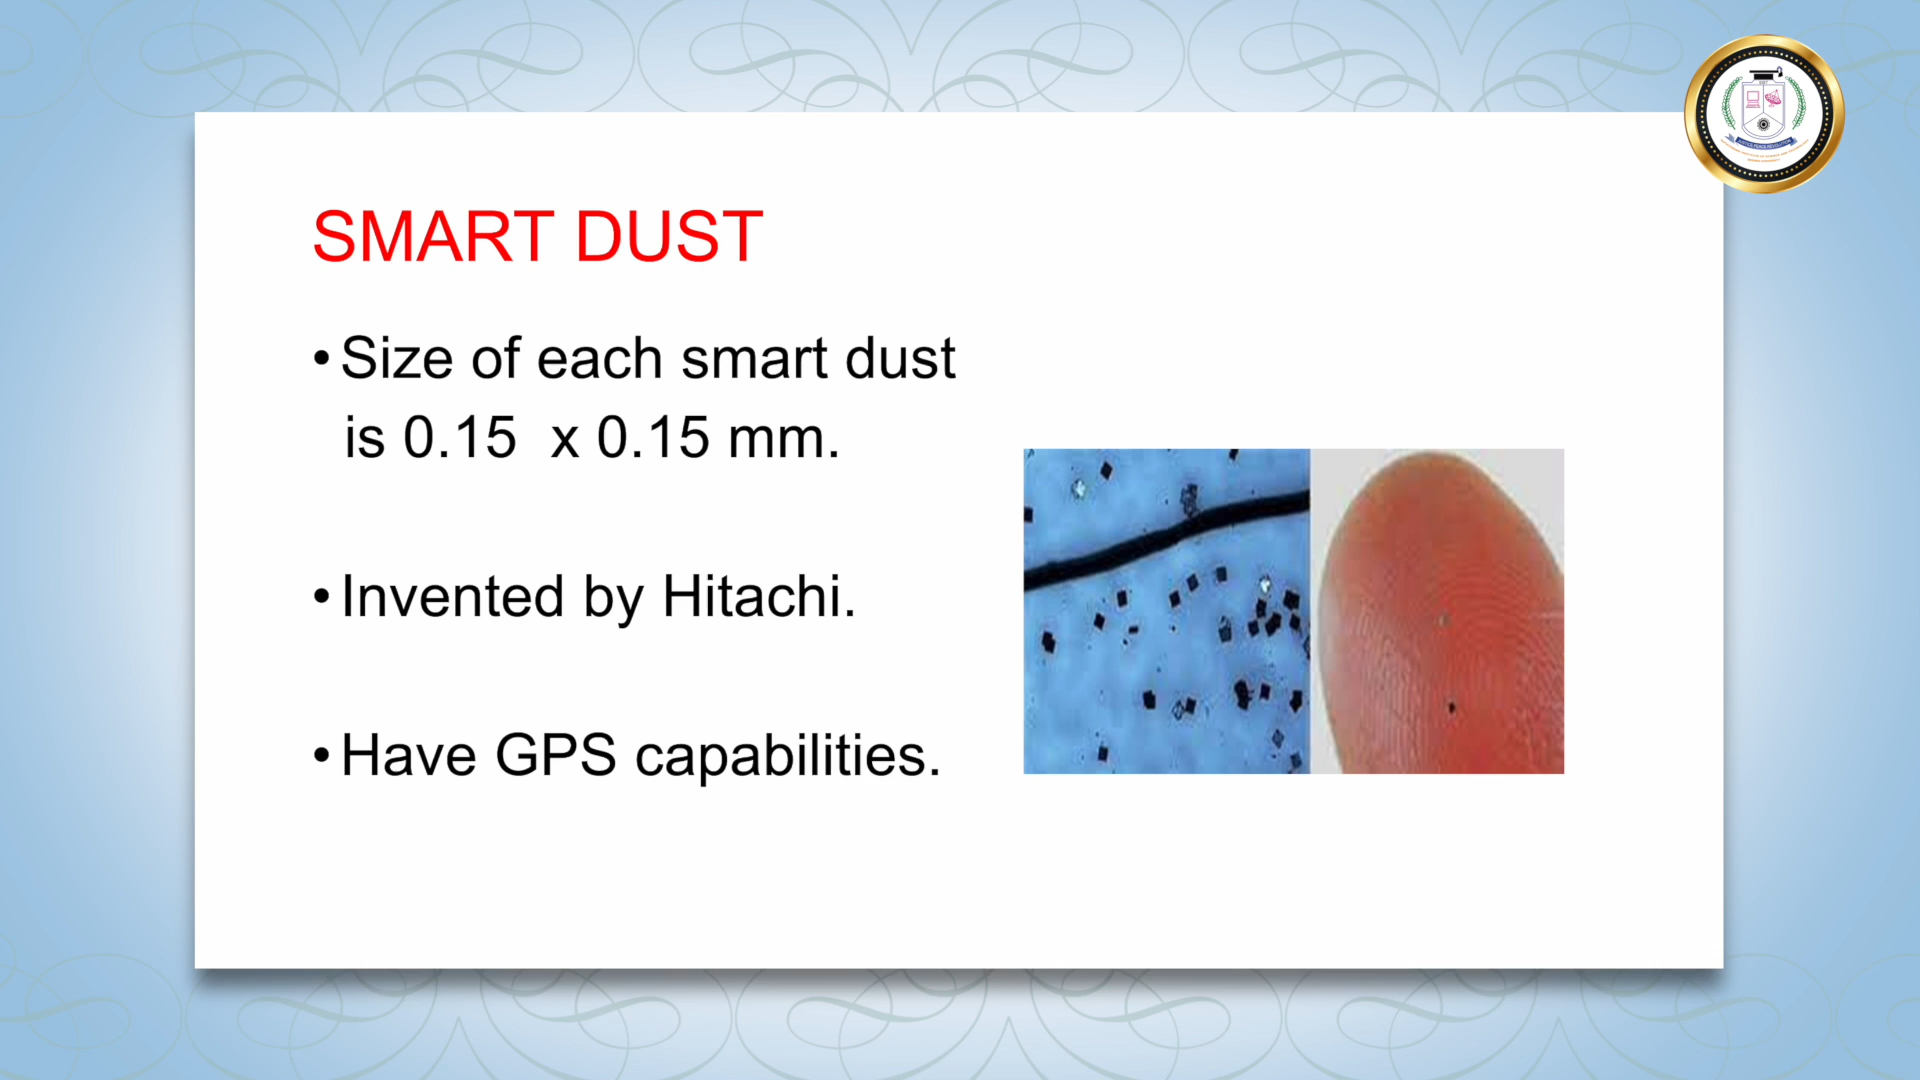 SMART DUST
• Size of each smart dust
is 0.15 x 0.15 mm.
• Invented by Hitachi.
• Have GPS capabilities.